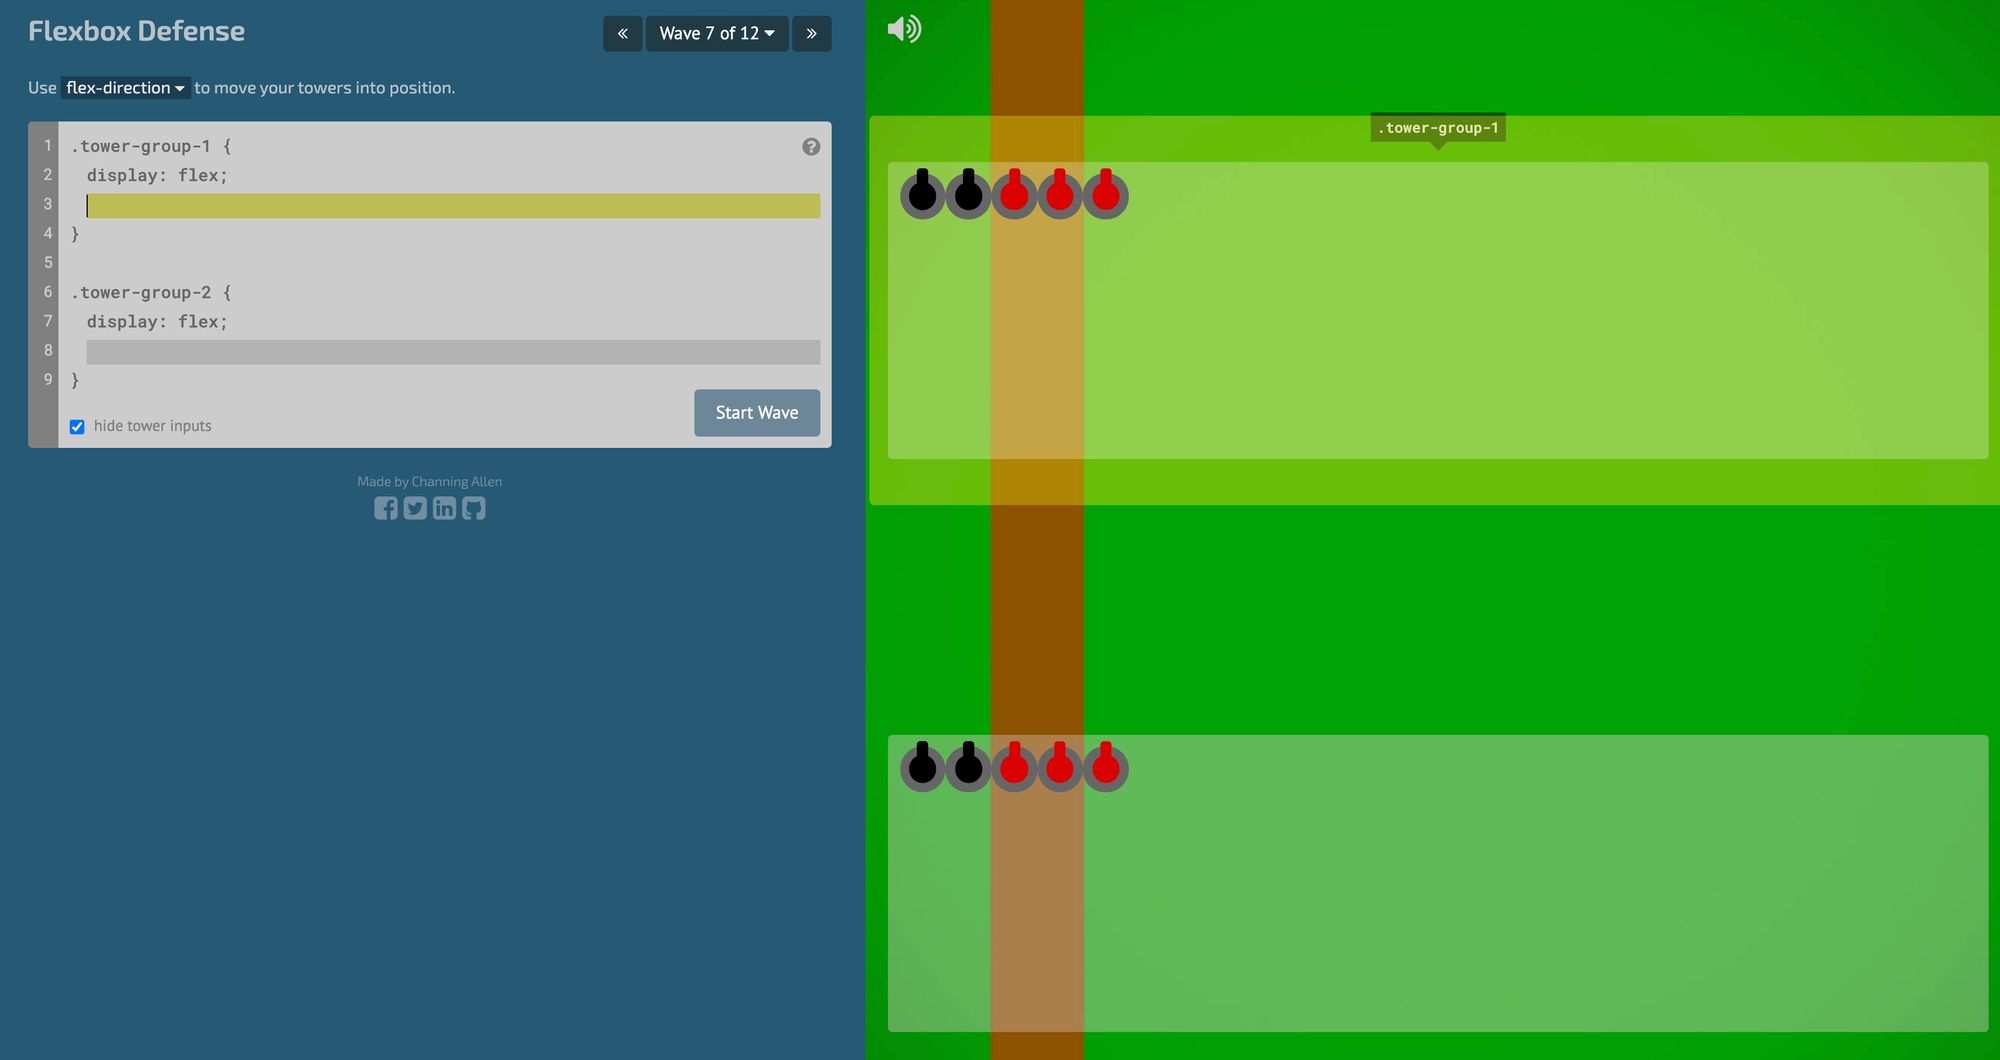 Flexbox Defense
« Wave 7 of 12 »
Use flex-direction to move your towers into position.
1 .tower-group-1 {
2 display: flex;
3
4 }
5
6 .tower-group-2 {
7 display: flex;
8
9 }
hide tower inputs
Start Wave
Made by Channing Allen
.tower-group-1